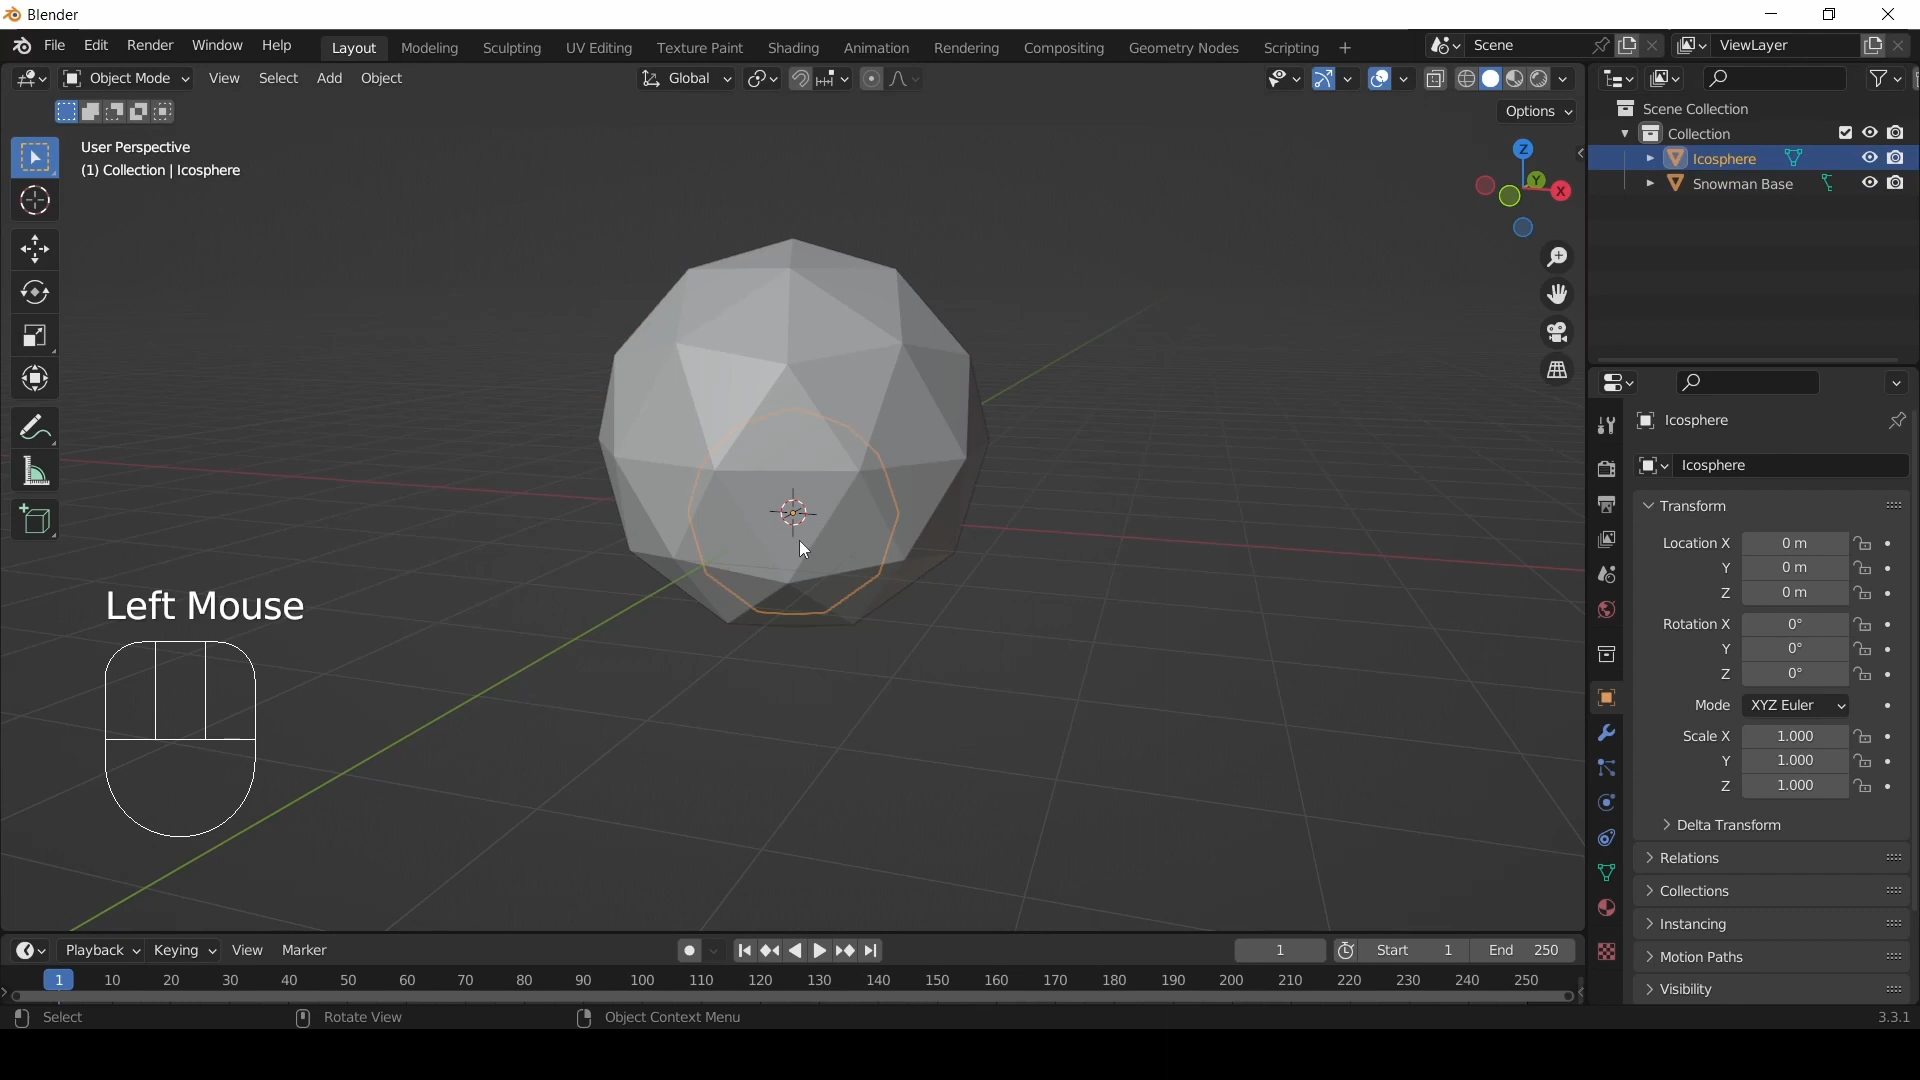 Blender
File Edit Render Window Help Layout Modeling Sculpting UV Editing Texture Paint Shading Animation Rendering Compositing Geometry Nodes Scripting + Scene ViewLayer
Object Mode View Select Add Object Global
Options
User Perspective
(1) Collection | Icosphere
Z
Y
X
Scene Collection
Collection
Icosphere
Snowman Base
Icosphere
Icosphere
Transform
Location X 0 m
Y 0 m
Z 0 m
Rotation X 0°
Y 0°
Z 0°
Mode XYZ Euler
Scale X 1.000
Y 1.000
Z 1.000
Delta Transform
Relations
Collections
Instancing
Motion Paths
Visibility
Left Mouse
Playback Keying View Marker 1 Start 1 End 250
1 10 20 30 40 50 60 70 80 90 100 110 120 130 140 150 160 170 180 190 200 210 220 230 240 250
Select Rotate View Object Context Menu 3.3.1